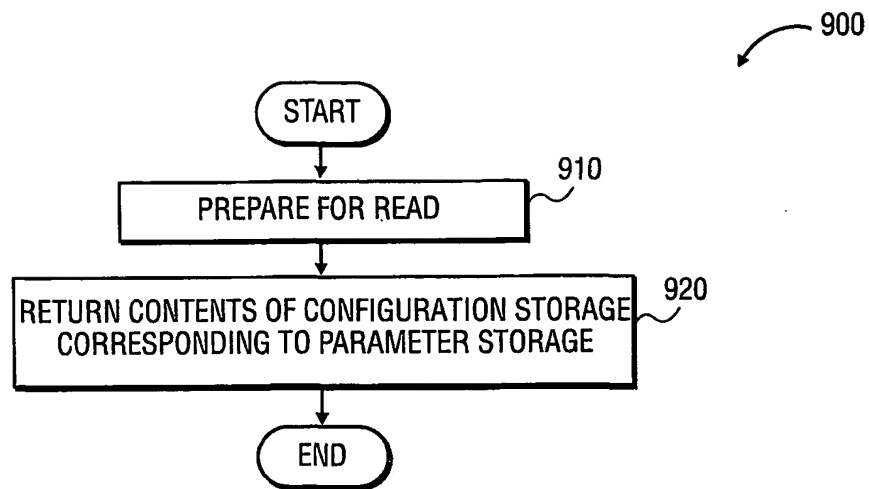 900
START
910
PREPARE FOR READ
920
RETURN CONTENTS OF CONFIGURATION STORAGE
CORRESPONDING TO PARAMETER STORAGE
END